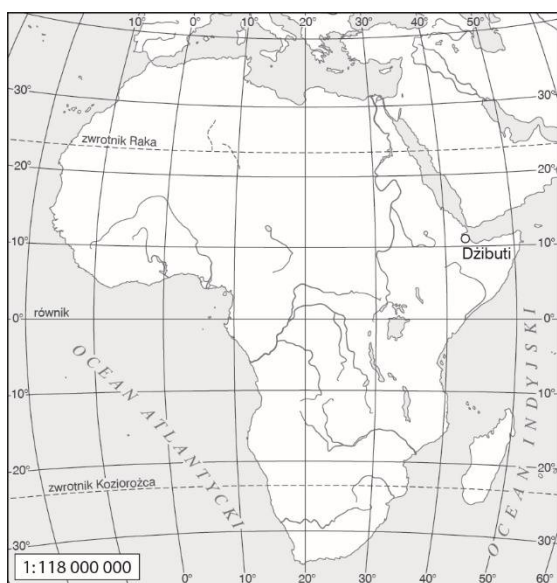 10° 0° 10° 20° 30° 40° 50°
30° 30°
zwrotnik Raka
20° 20°
10° 10°
Dżibuti
równik 0° 0°
OCEAN ATLANTYCKI
OCEAN INDYJSKI
10° 10°
20° 20°
zwrotnik Koziorożca
30° 30°
1:118 000 000
0° 10° 20° 30° 40° 50° 60°